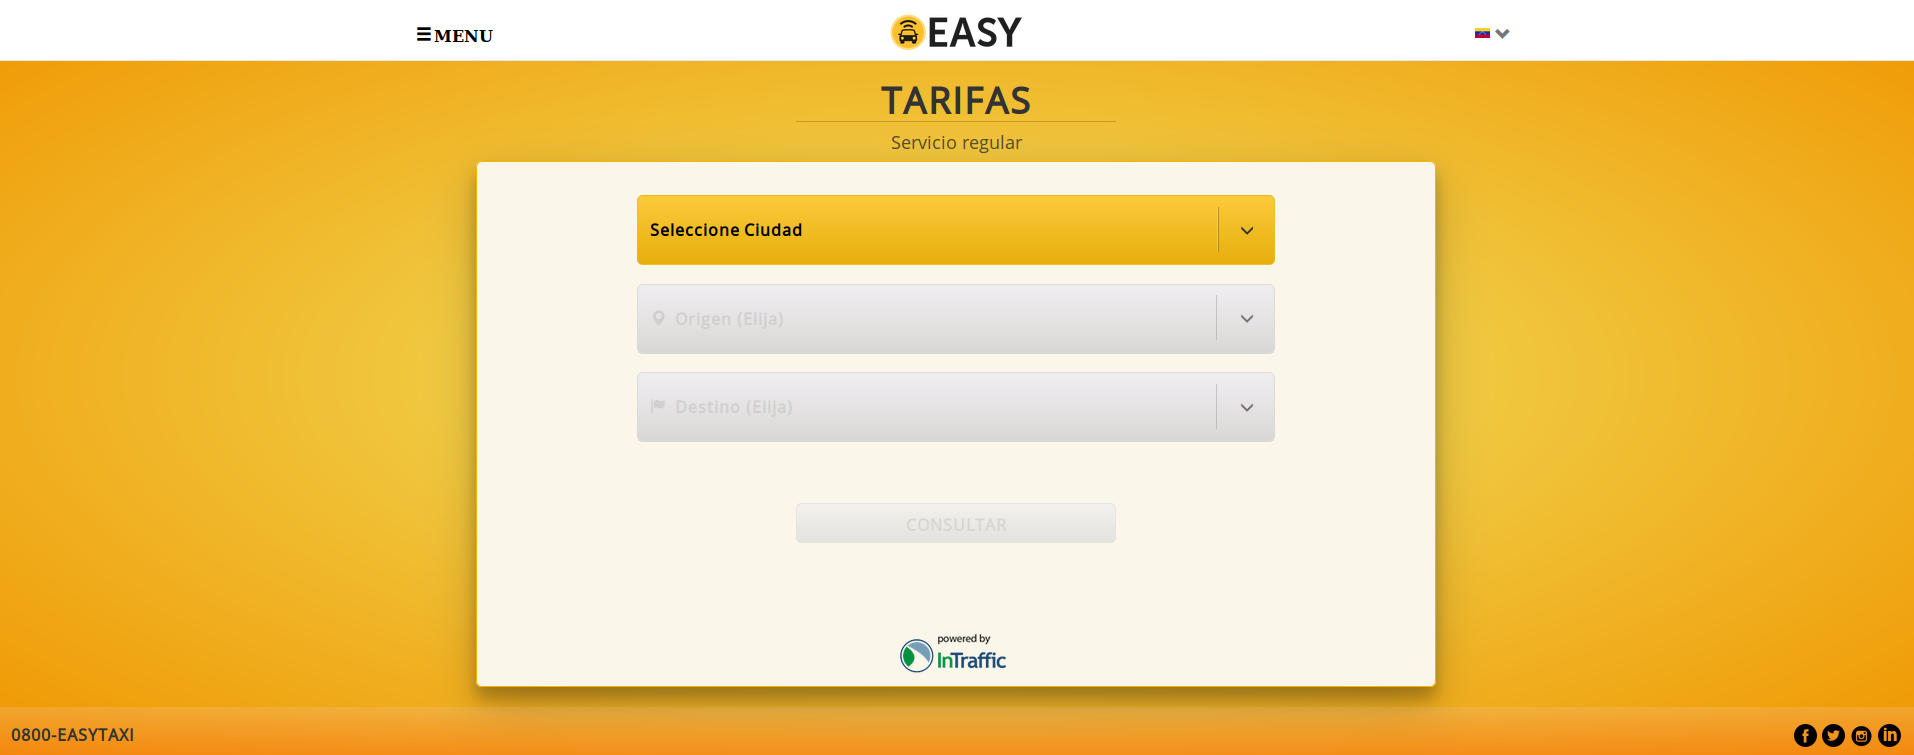 MENU
EASY
TARIFAS
Servicio regular
Seleccione Ciudad
Origen (Elija)
Destino (Elija)
CONSULTAR
powered by
InTraffic
0800-EASYTAXI